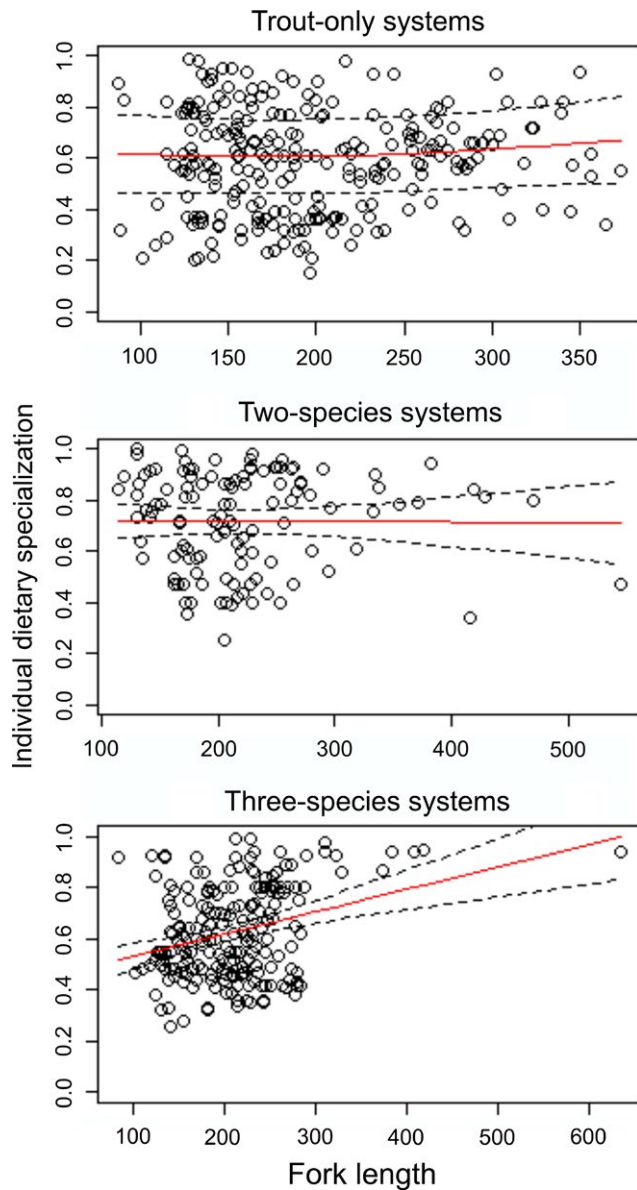 Trout-only systems
1.0
0.8
0.6
0.4
0.2
0.0
100 150 200 250 300 350
Two-species systems
1.0
0.8
0.6
0.4
0.2
0.0
100 200 300 400 500
Individual dietary specialization
Three-species systems
1.0
0.8
0.6
0.4
0.2
0.0
100 200 300 400 500 600
Fork length